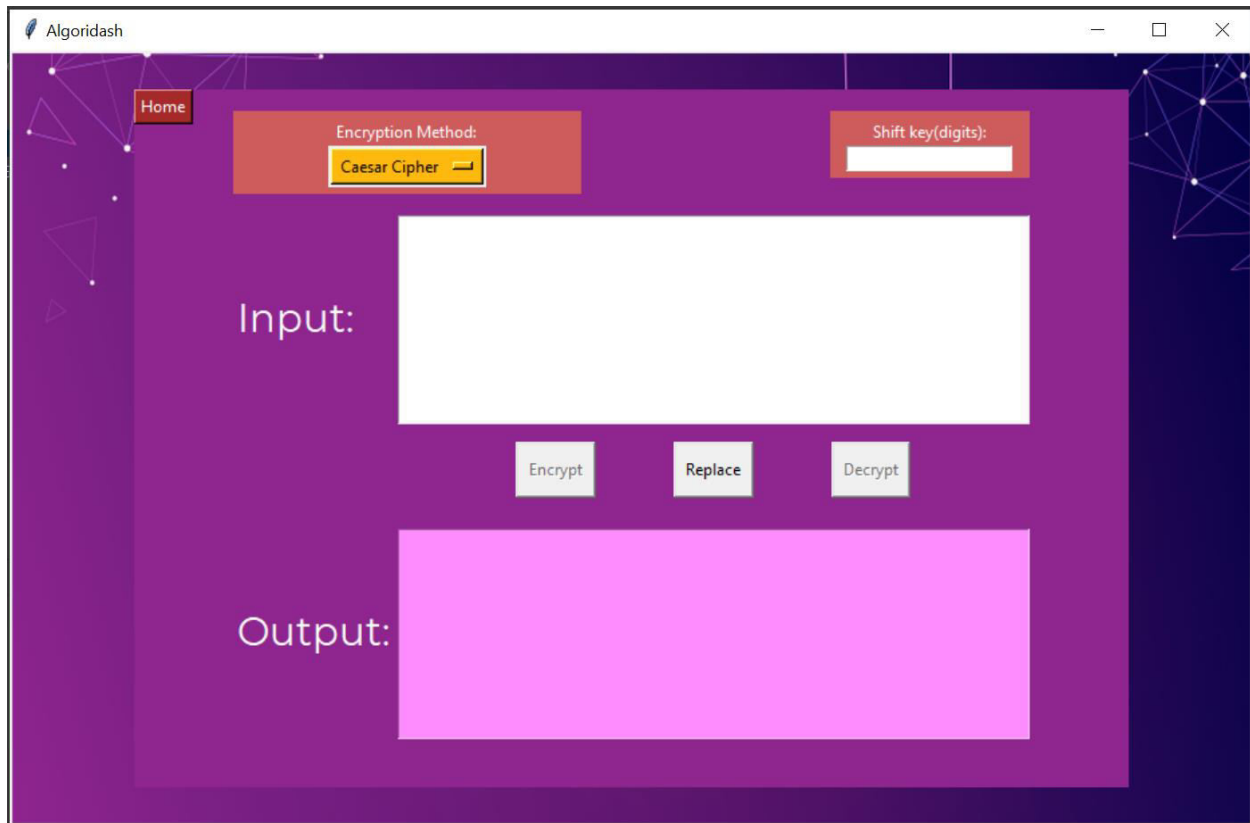 Algoridash
Home
Encryption Method:
Shift key(digits):
Caesar Cipher
Input:
Encrypt
Replace
Decrypt
Output: